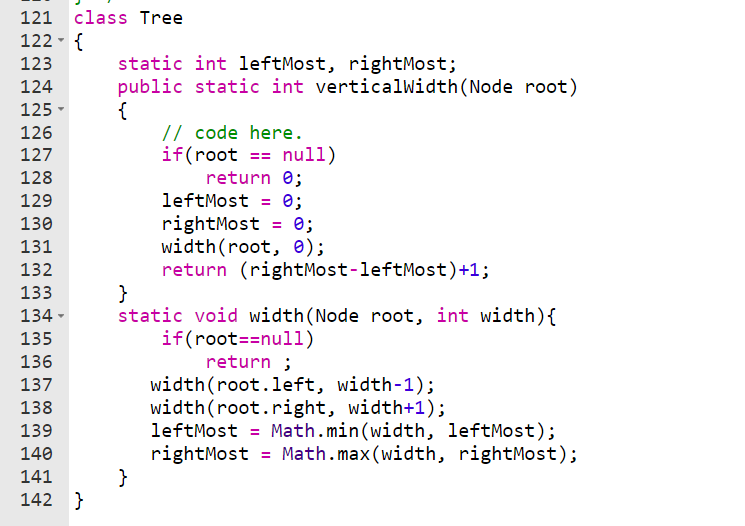 121 class Tree
122 {
123     static int leftMost, rightMost;
124     public static int verticalWidth(Node root)
125     {
126         // code here.
127         if(root == null)
128             return 0;
129         leftMost = 0;
130         rightMost = 0;
131         width(root, 0);
132         return (rightMost-leftMost)+1;
133     }
134     static void width(Node root, int width){
135         if(root==null)
136             return ;
137        width(root.left, width-1);
138        width(root.right, width+1);
139        leftMost = Math.min(width, leftMost);
140        rightMost = Math.max(width, rightMost);
141     }
142 }